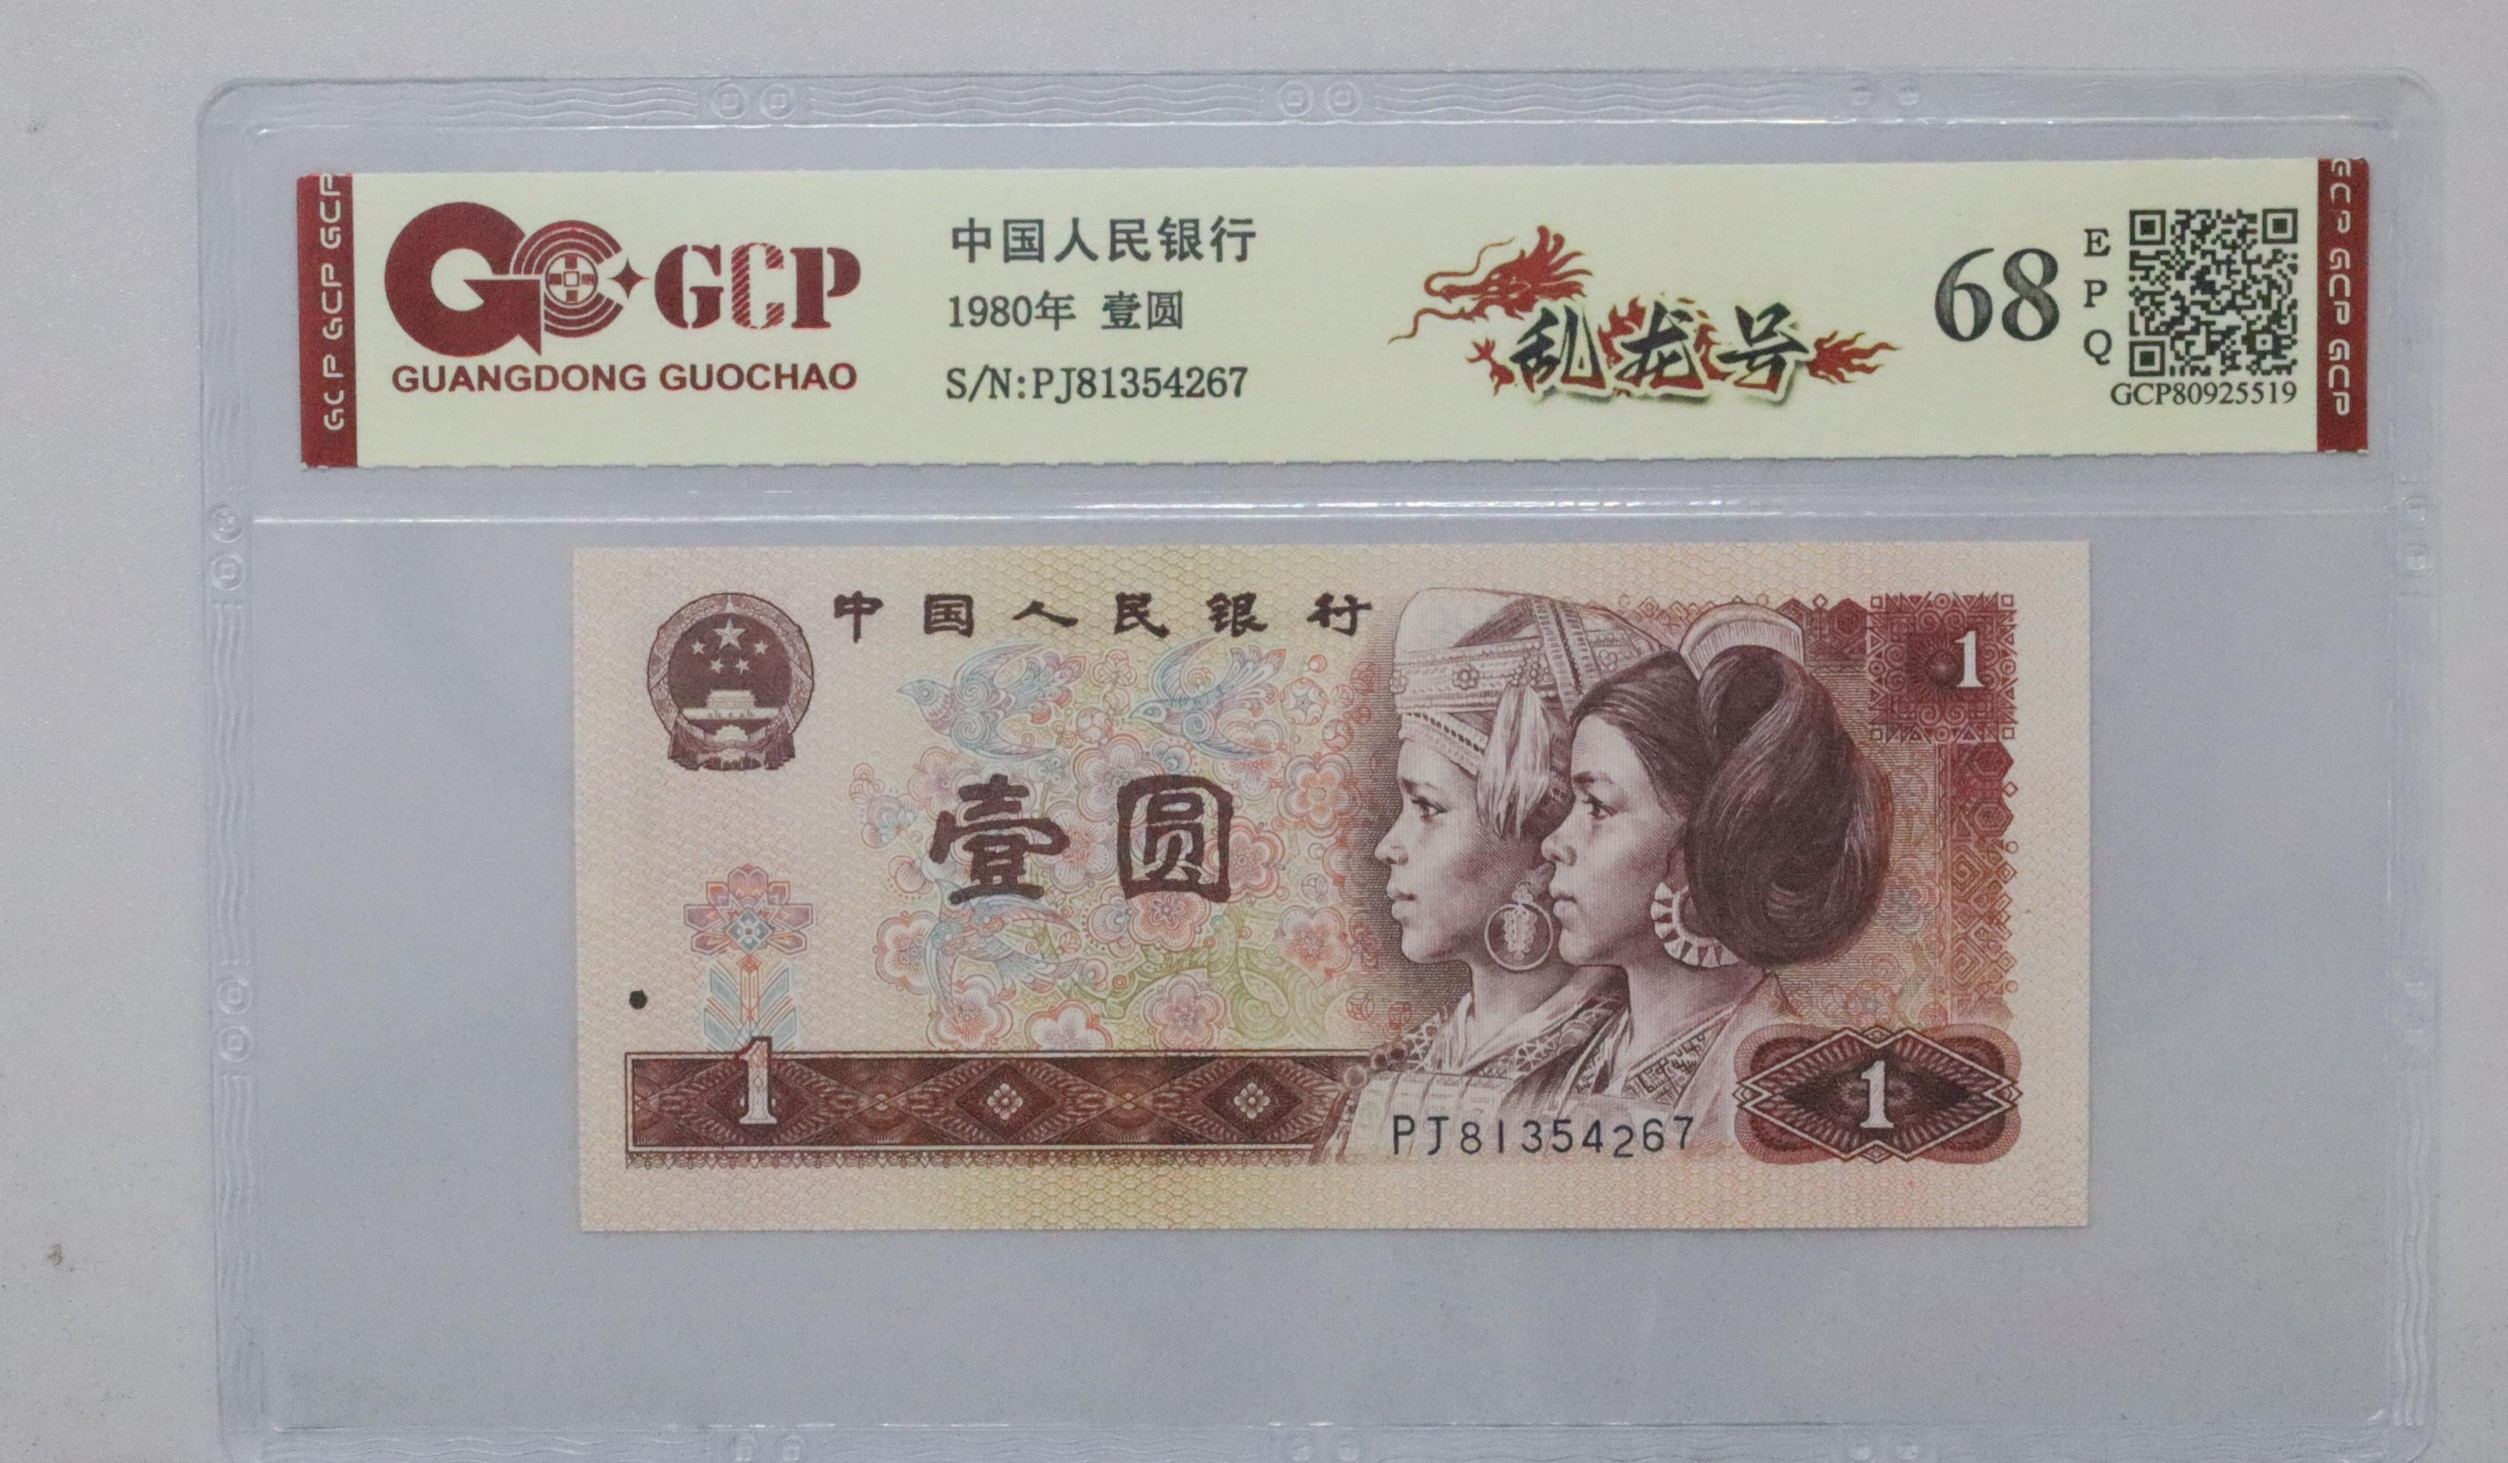 GCP GCP GCP
GCP
GUANGDONG GUOCHAO
中国人民银行
1980年 壹圆
S/N:PJ81354267
乱龙号
68
EPQ
GCP80925519
GCP GCP GCP
中国人民银行
1
壹圆
1
1
PJ81354267